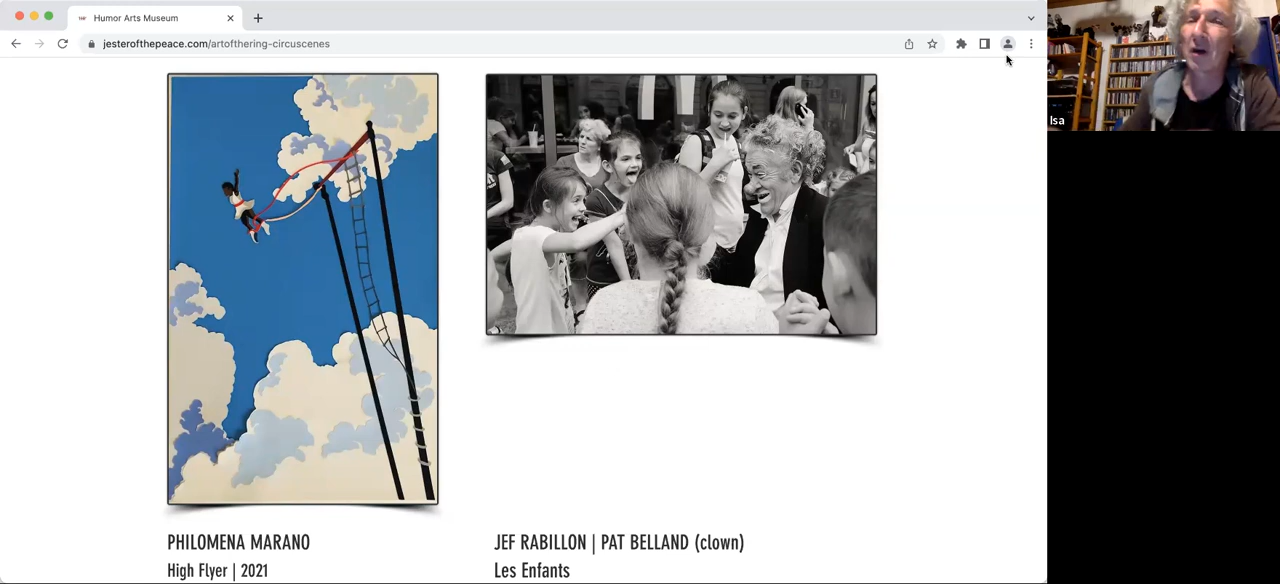 Humor Arts Museum
jesterofthepeace.com/artofthering-circuscenes
Isa
PHILOMENA MARANO
High Flyer | 2021
JEF RABILLON | PAT BELLAND (clown)
Les Enfants